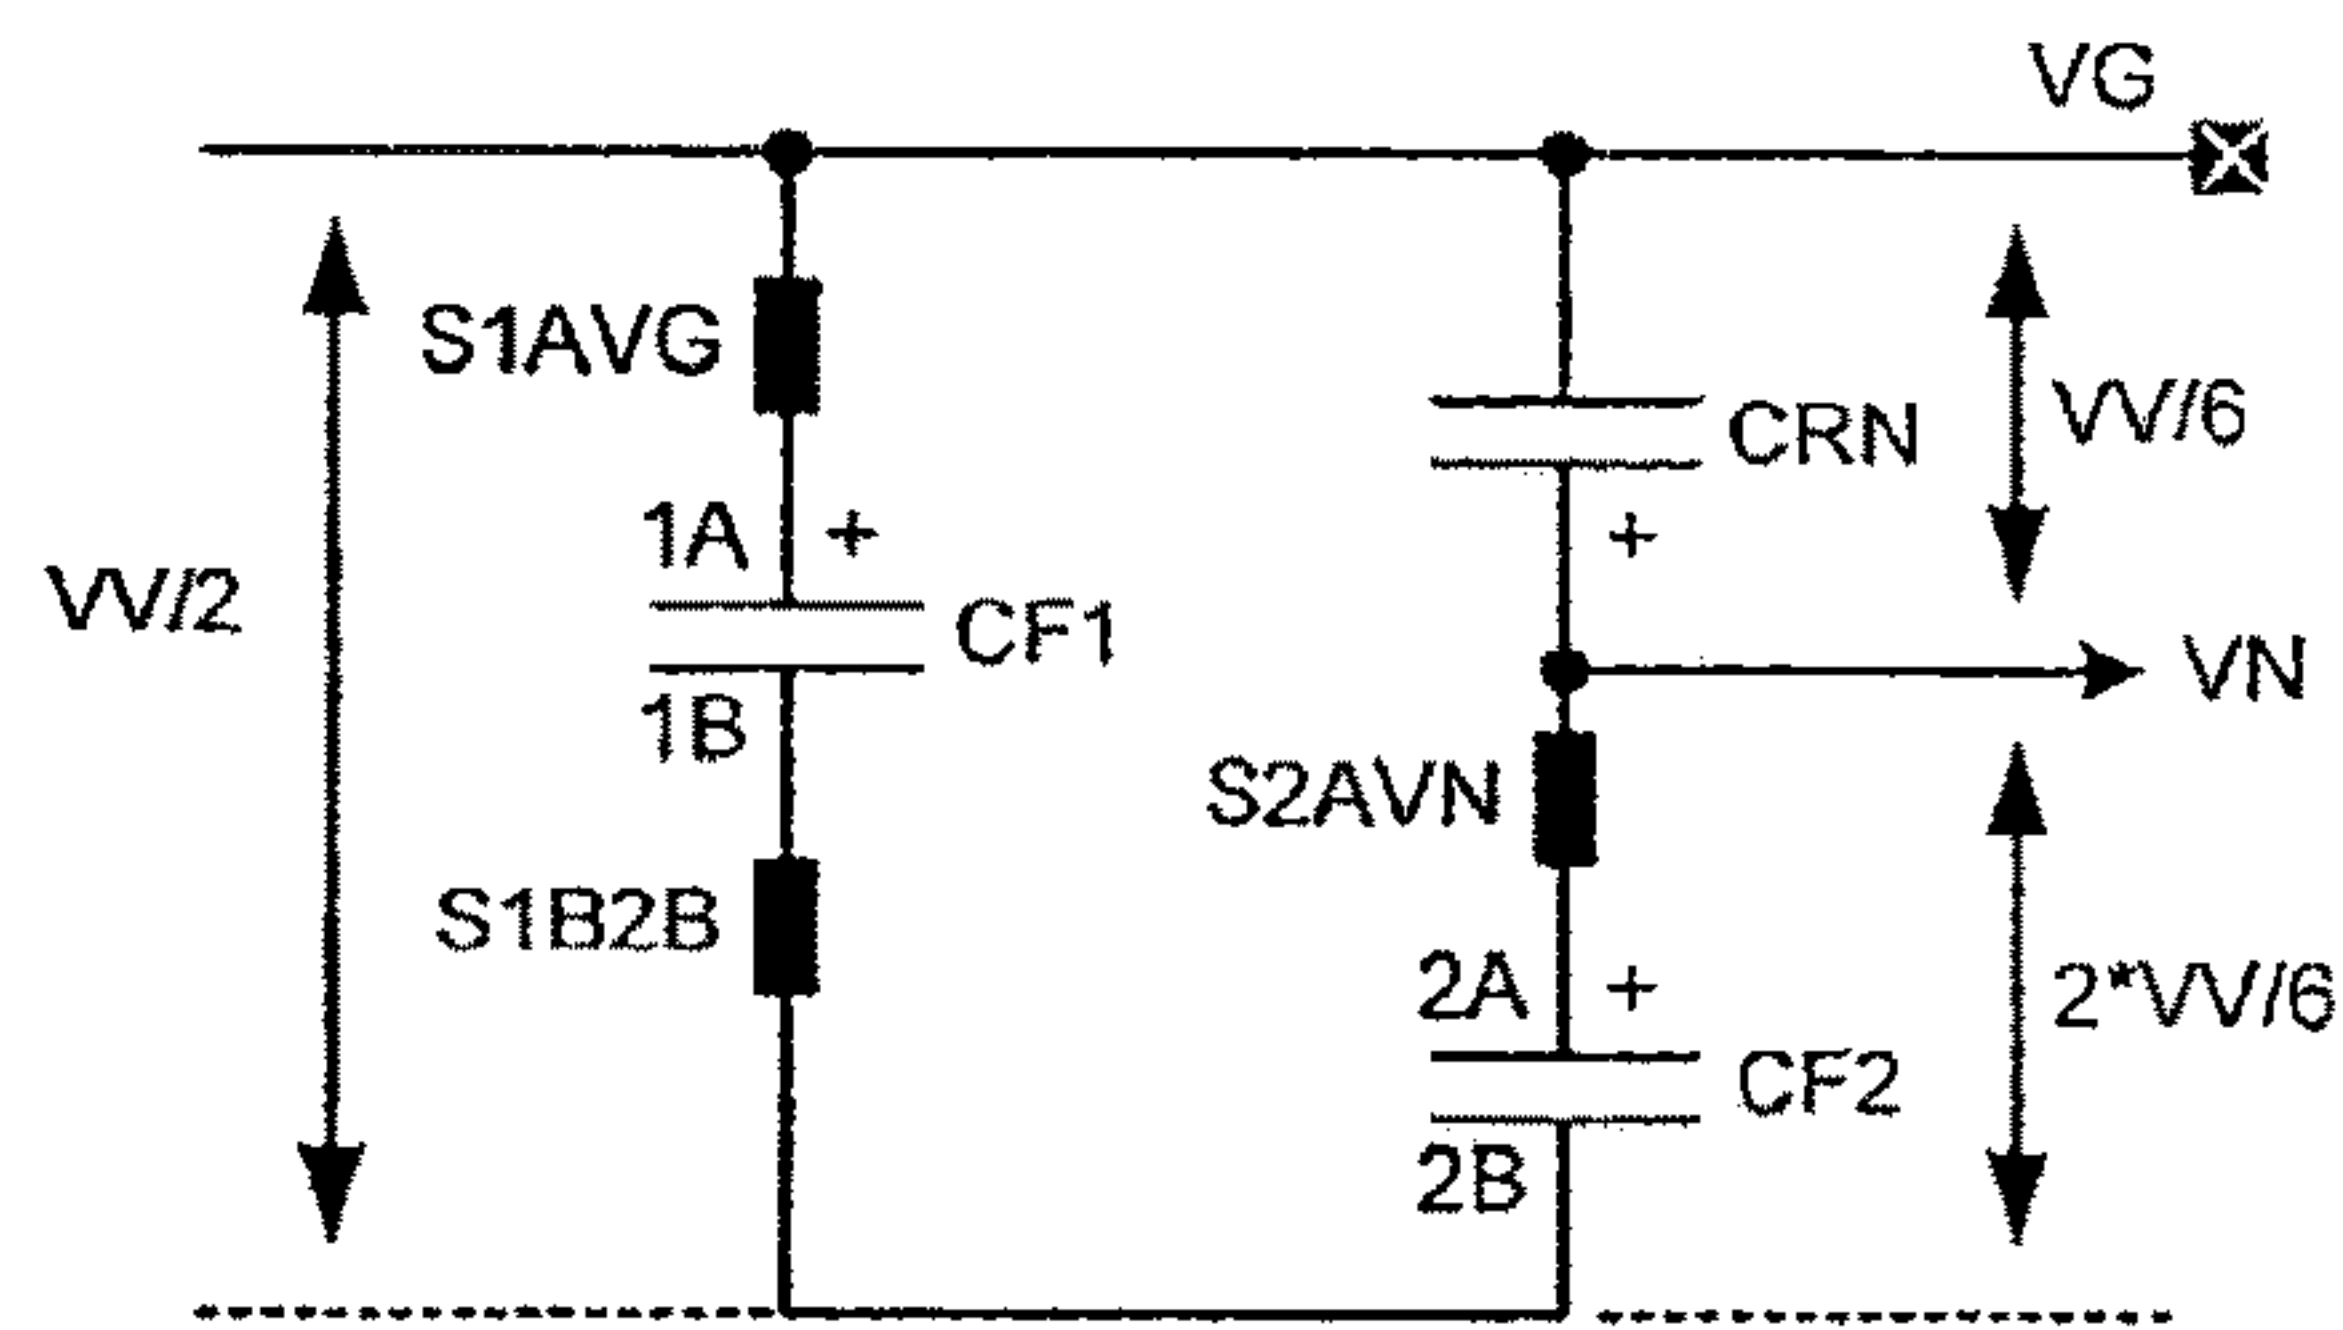 VG
S1AVG
VV/6
CRN
1A +
+
VV/2
CF1
VN
1B
S2AVN
S1B2B
2A +
2*VV/6
CF2
2B